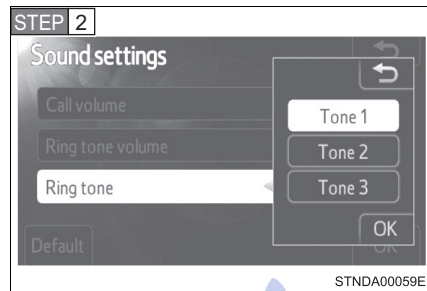 STEP 2
Sound settings
Call volume
Ring tone volume
Ring tone
Default
Tone 1
Tone 2
Tone 3
OK
OK
STNDA00059E